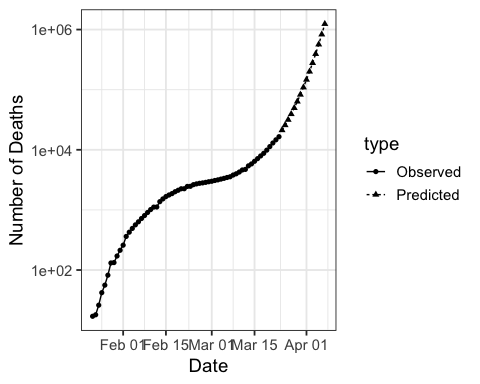 1e+06
1e+04
1e+02
Number of Deaths
Feb 01 Feb 15 Mar 01 Mar 15 Apr 01
Date
type
Observed
Predicted